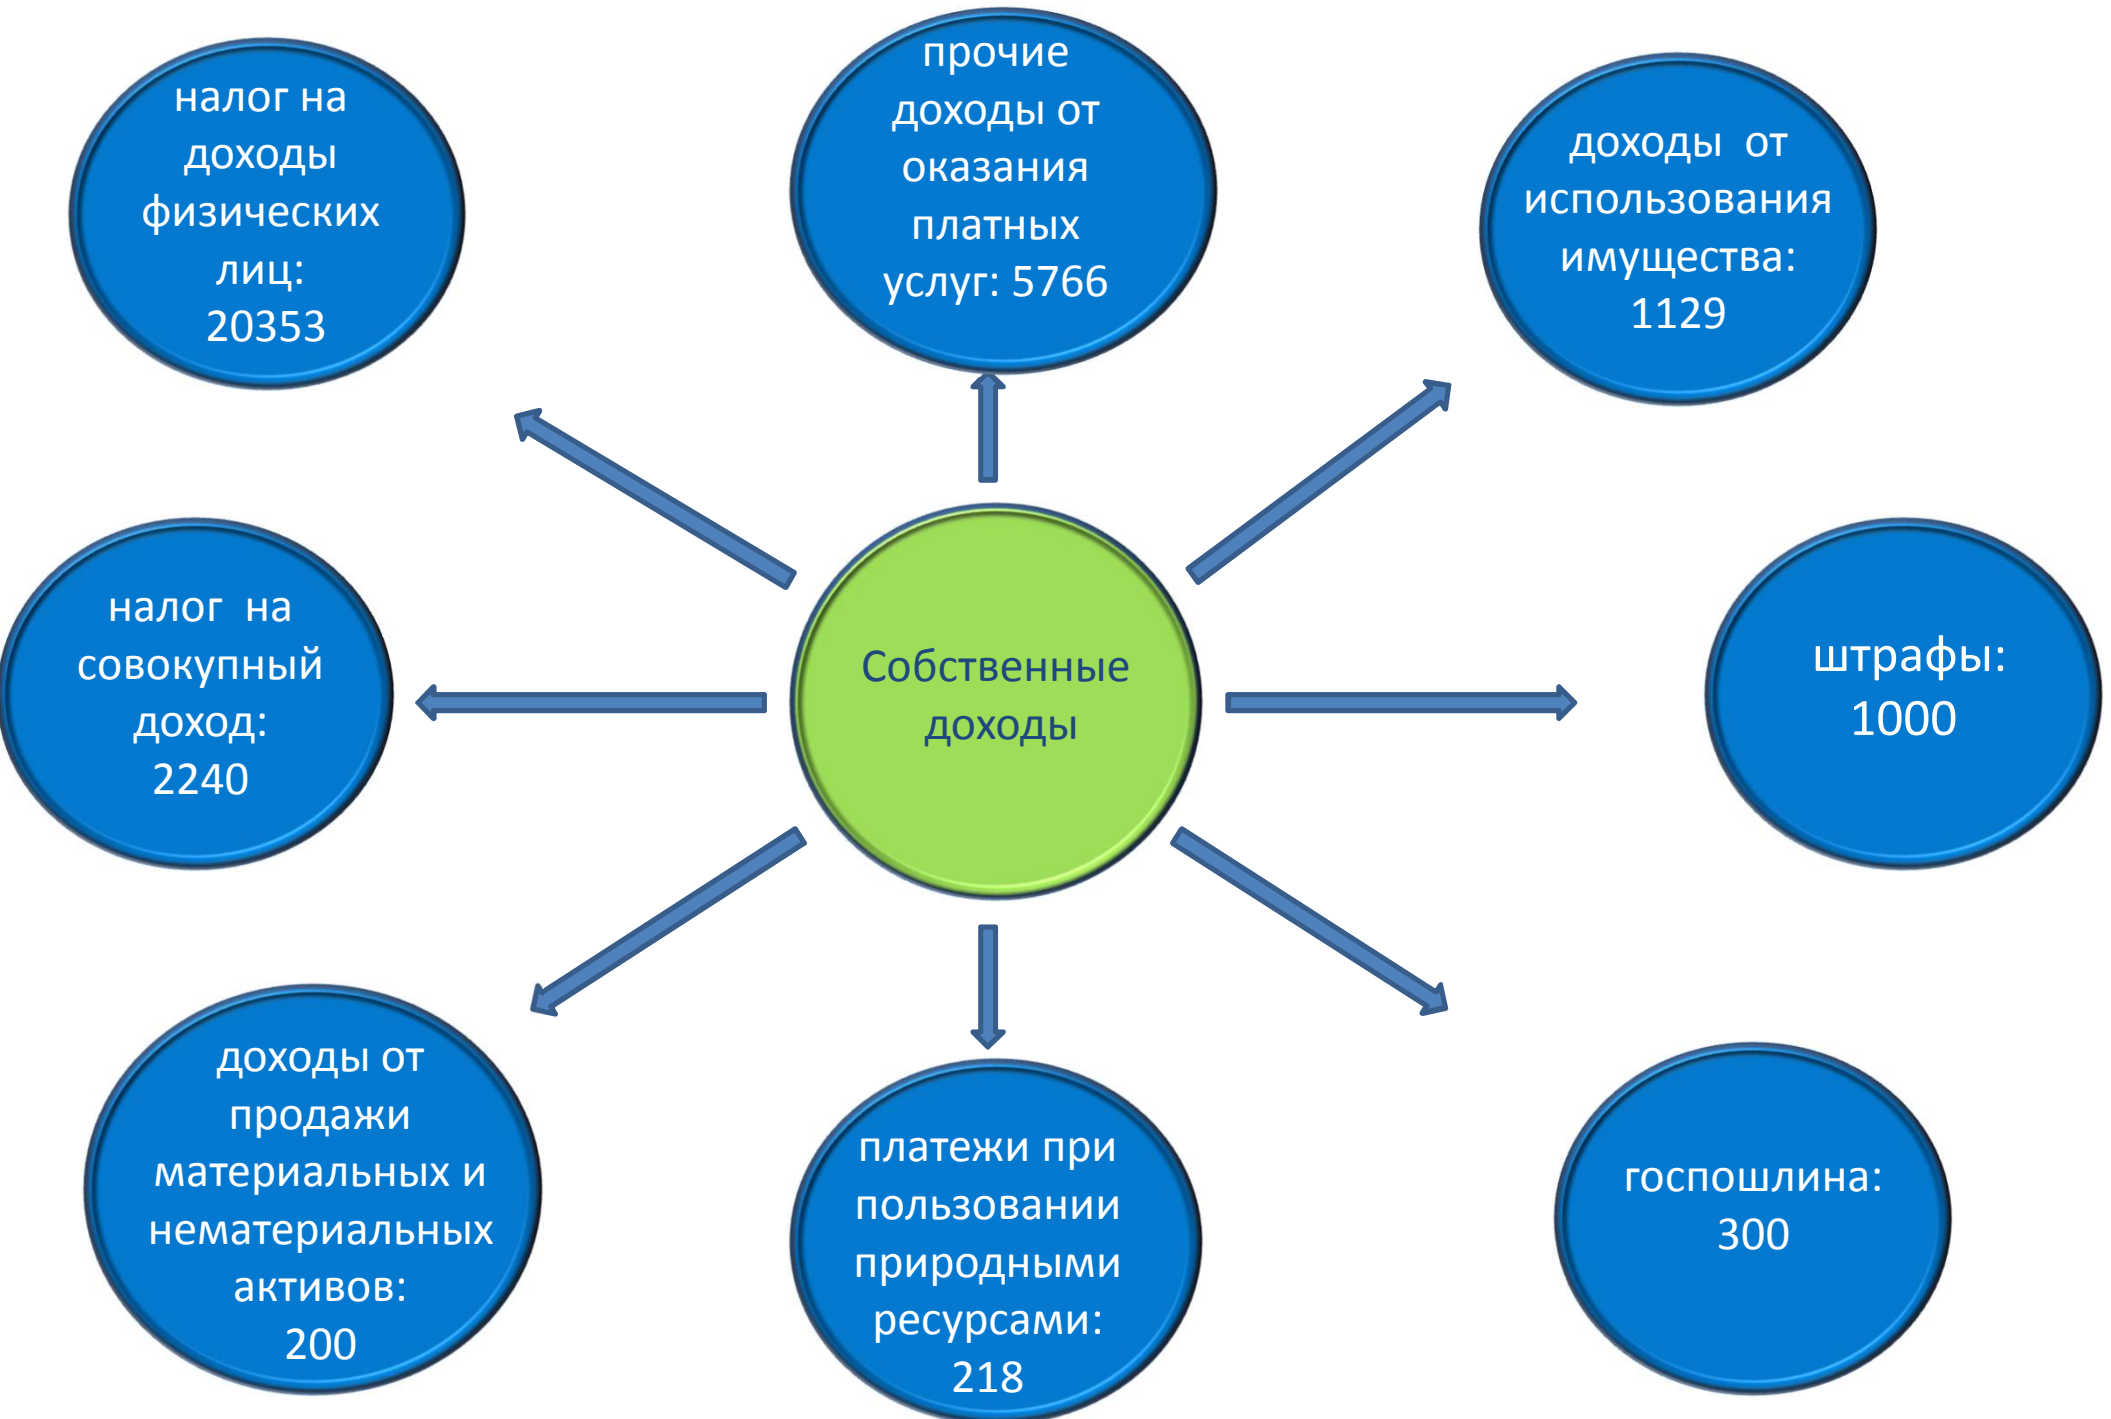 налог на
доходы
физических
лиц:
20353
прочие
доходы от
оказания
платных
услуг: 5766
доходы  от
использования
имущества:
1129
налог  на
совокупный
доход:
2240
Собственные
доходы
штрафы:
1000
доходы от
продажи
материальных и
нематериальных
активов:
200
платежи при
пользовании
природными
ресурсами:
218
госпошлина:
300